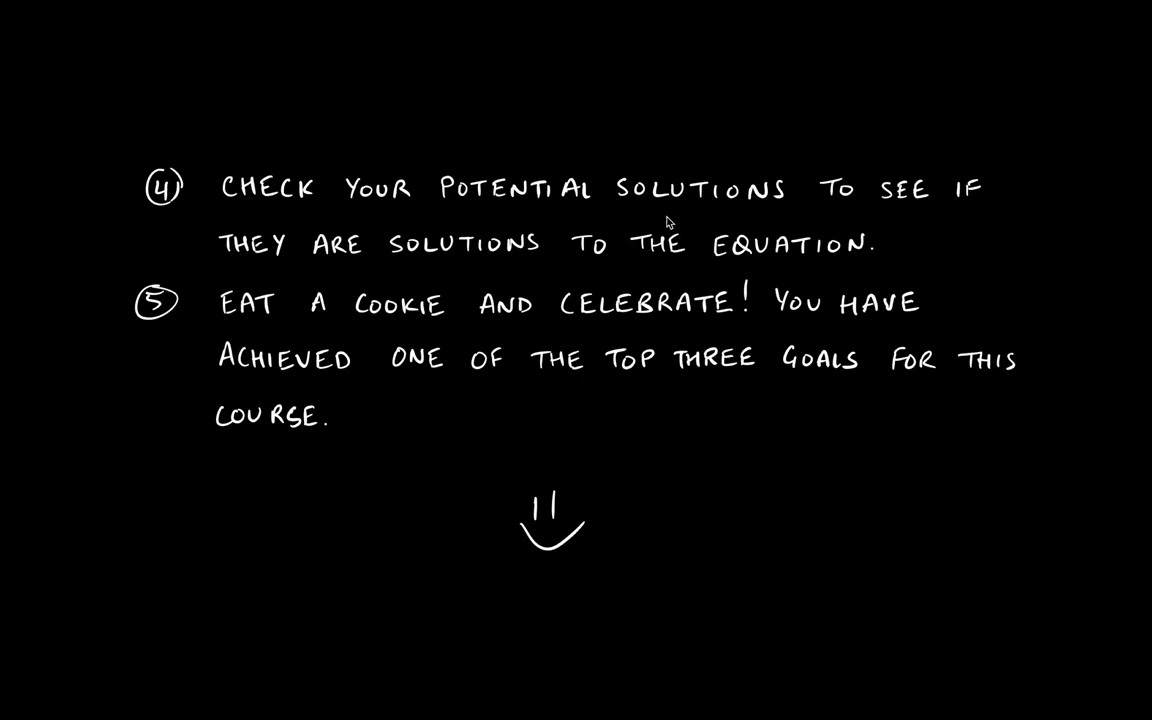 ④ CHECK YOUR POTENTIAL SOLUTIONS TO SEE IF
THEY ARE SOLUTIONS TO THE EQUATION.
⑤ EAT A COOKIE AND CELEBRATE! YOU HAVE
ACHIEVED ONE OF THE TOP THREE GOALS FOR THIS
COURSE.